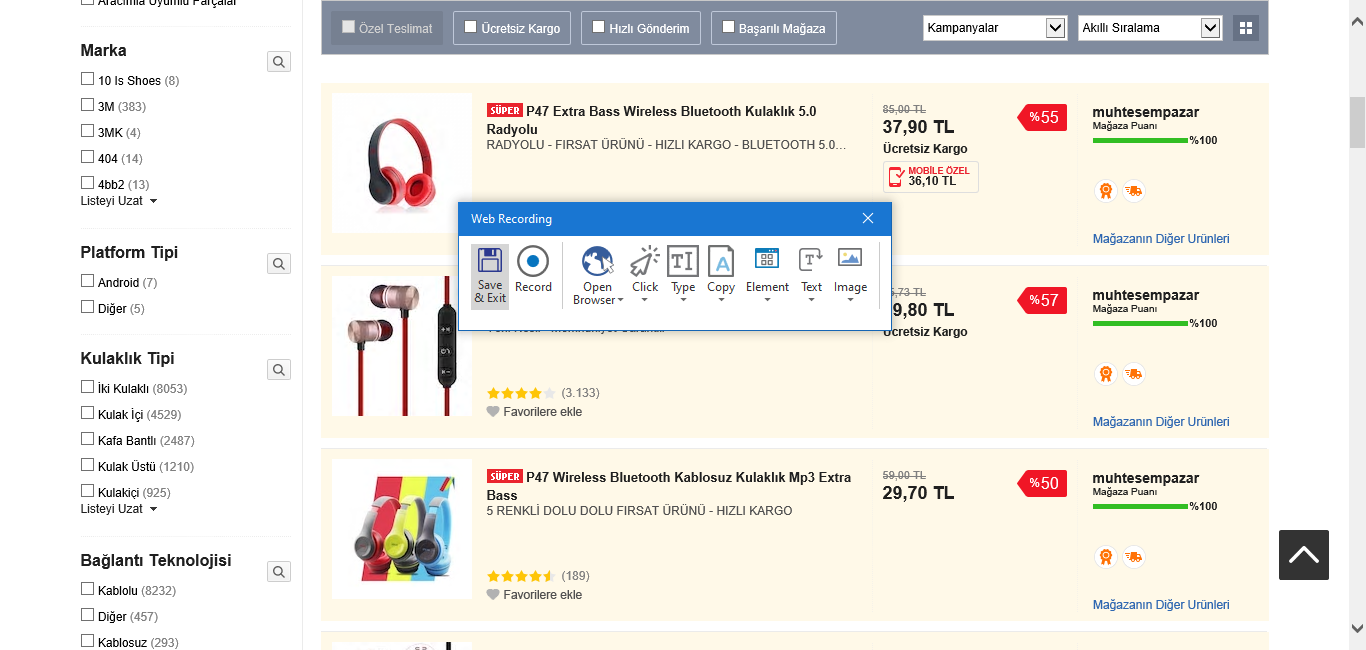 Aracımla Uyumlu Parçalar
Marka
10 Is Shoes (8)
3M (383)
3MK (4)
404 (14)
4bb2 (13)
Listeyi Uzat
Platform Tipi
Android (7)
Diğer (5)
Kulaklık Tipi
İki Kulaklı (8053)
Kulak İçi (4529)
Kafa Bantlı (2487)
Kulak Üstü (1210)
Kulakiçi (925)
Listeyi Uzat
Bağlantı Teknolojisi
Kablolu (8232)
Diğer (457)
Kablosuz (293)
Özel Teslimat
Ücretsiz Kargo
Hızlı Gönderim
Başarılı Mağaza
Kampanyalar
Akıllı Sıralama
SÜPER P47 Extra Bass Wireless Bluetooth Kulaklık 5.0
Radyolu
RADYOLU - FIRSAT ÜRÜNÜ - HIZLI KARGO - BLUETOOTH 5.0...
85,00 TL
37,90 TL
Ücretsiz Kargo
MOBİLE ÖZEL
36,10 TL
%55
muhtesempazar
Mağaza Puanı
%100
Mağazanın Diğer Urünleri
Web Recording
Save
& Exit
Record
Open
Browser
Click
Type
Copy
Element
Text
Image
5,73 TL
9,80 TL
Ücretsiz Kargo
%57
muhtesempazar
Mağaza Puanı
%100
(3.133)
Favorilere ekle
Mağazanın Diğer Urünleri
SÜPER P47 Wireless Bluetooth Kablosuz Kulaklık Mp3 Extra
Bass
5 RENKLİ DOLU DOLU FIRSAT ÜRÜNÜ - HIZLI KARGO
59,00 TL
29,70 TL
%50
muhtesempazar
Mağaza Puanı
%100
(189)
Favorilere ekle
Mağazanın Diğer Urünleri